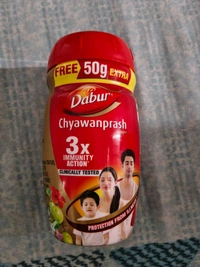 FREE 50g EXTRA
Dabur
Chyawanprash
3x
IMMUNITY
ACTION*
CLINICALLY TESTED
PROTECTION FROM